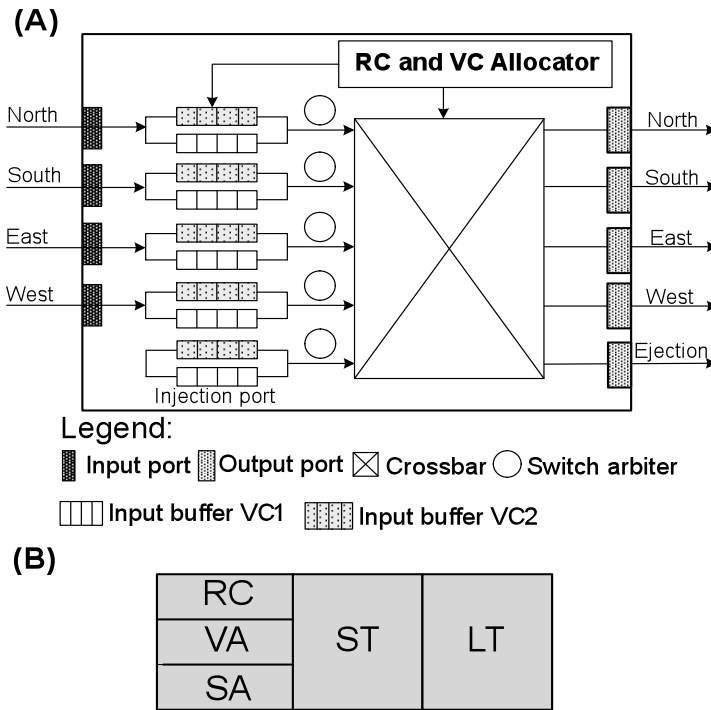 (A)
RC and VC Allocator
North
South
East
West
Injection port
North
South
East
West
Ejection
Legend:
Input port
Output port
Crossbar
Switch arbiter
Input buffer VC1
Input buffer VC2
(B)
RC
VA
SA
ST
LT